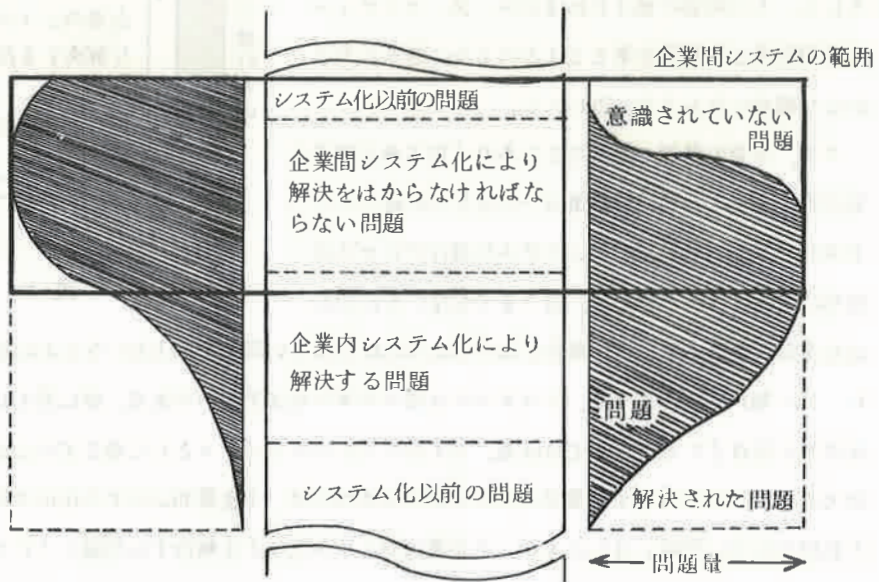 企業間システムの範囲
システム化以前の問題
意識されていない
問題
企業間システム化により
解決をはからなければな
らない問題
企業内システム化により
解決する問題
問題
システム化以前の問題
解決された問題
問題量